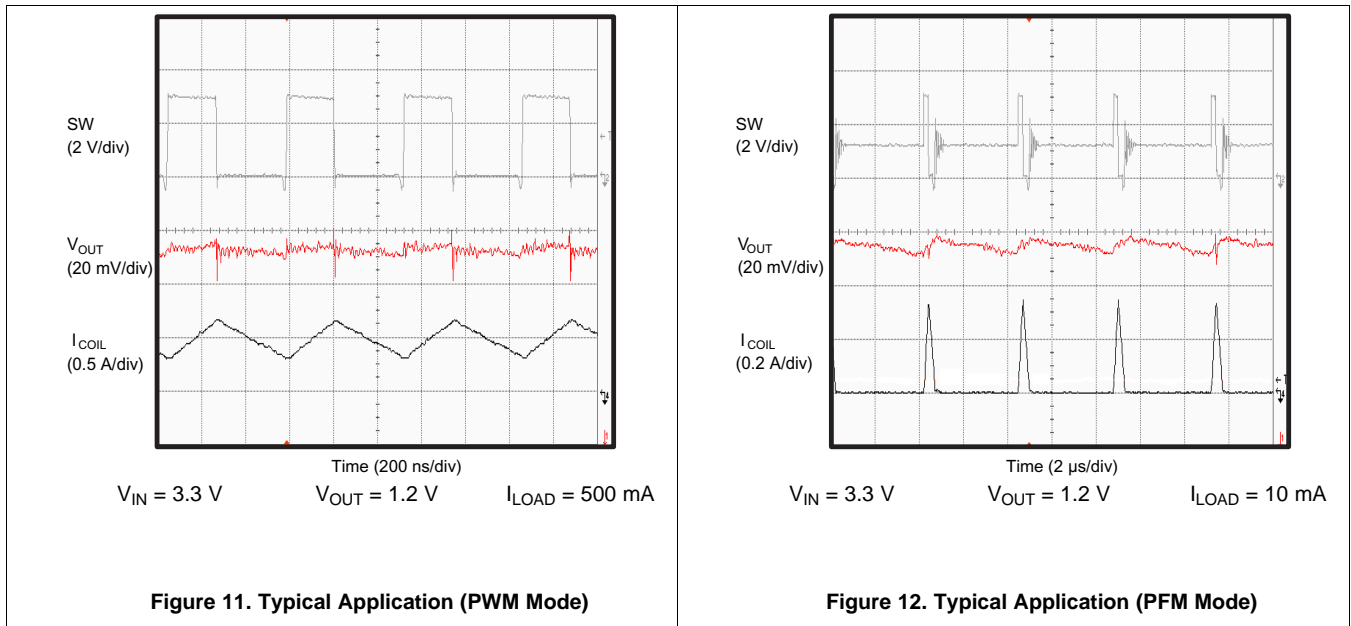 SW
(2 V/div)
VOUT
(20 mV/div)
ICOIL
(0.5 A/div)
Time (200 ns/div)
VIN = 3.3 V VOUT = 1.2 V ILOAD = 500 mA
Figure 11. Typical Application (PWM Mode)
SW
(2 V/div)
VOUT
(20 mV/div)
ICOIL
(0.2 A/div)
Time (2 µs/div)
VIN = 3.3 V VOUT = 1.2 V ILOAD = 10 mA
Figure 12. Typical Application (PFM Mode)